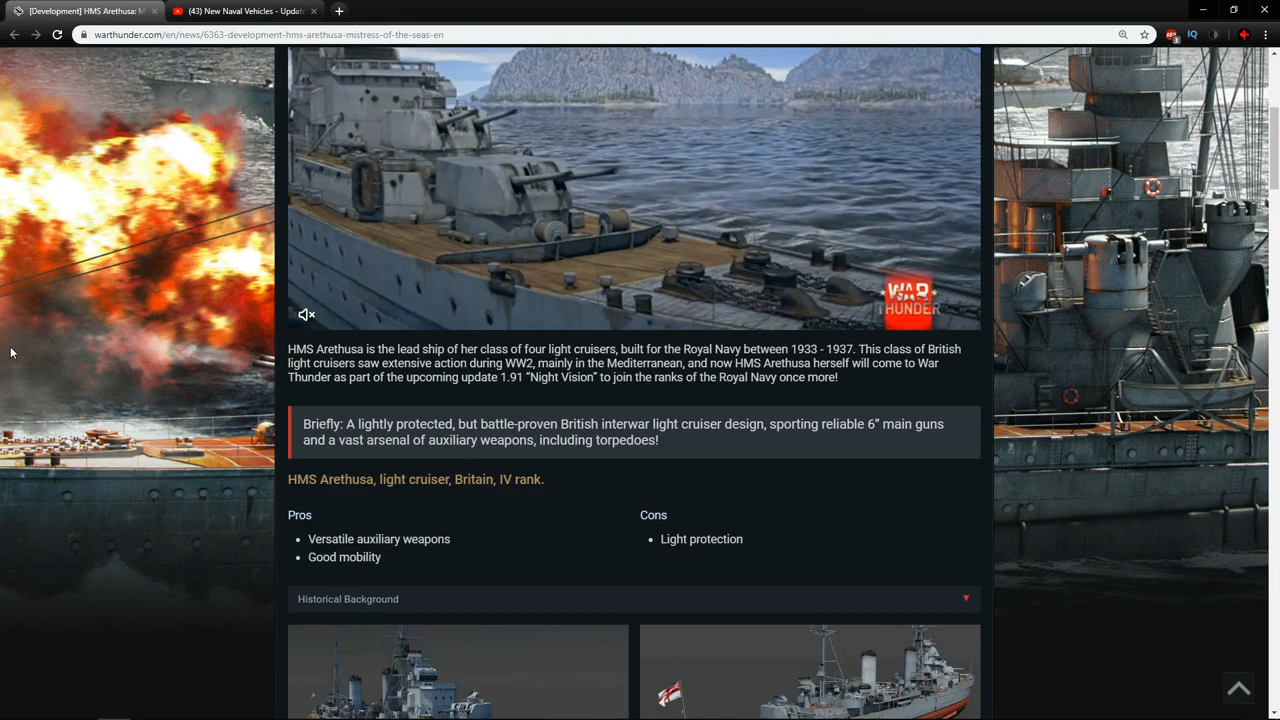 [Development] HMS Arethusa: M
(43) New Naval Vehicles - Updat
warthunder.com/en/news/6363-development-hms-arethusa-mistress-of-the-seas-en
IQ
WAR
THUNDER
HMS Arethusa is the lead ship of her class of four light cruisers, built for the Royal Navy between 1933 - 1937. This class of British
light cruisers saw extensive action during WW2, mainly in the Mediterranean, and now HMS Arethusa herself will come to War
Thunder as part of the upcoming update 1.91 “Night Vision” to join the ranks of the Royal Navy once more!
Briefly: A lightly protected, but battle-proven British interwar light cruiser design, sporting reliable 6” main guns
and a vast arsenal of auxiliary weapons, including torpedoes!
HMS Arethusa, light cruiser, Britain, IV rank.
Pros
Versatile auxiliary weapons
Good mobility
Cons
Light protection
Historical Background